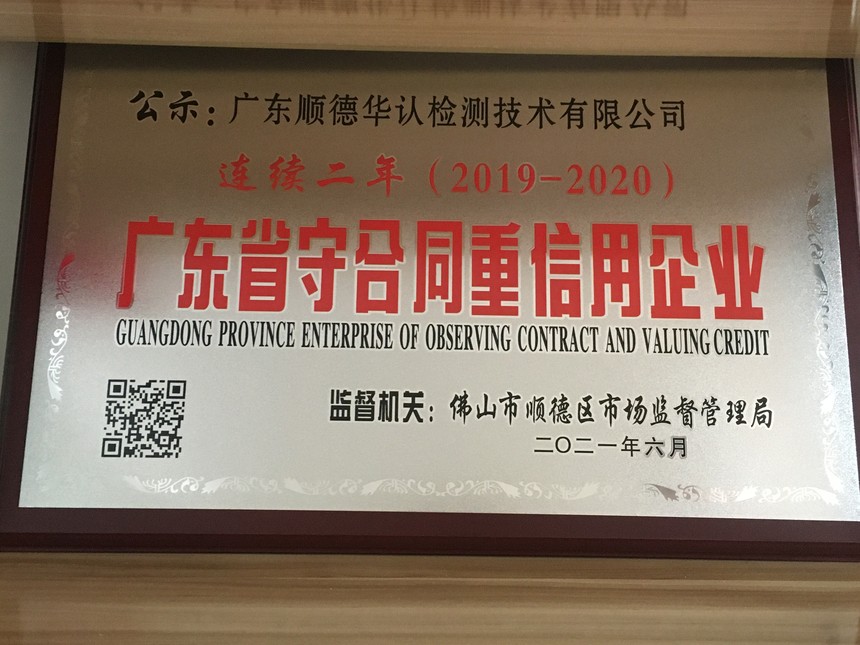 公示：广东顺德华认检测技术有限公司
连续二年（2019-2020）
广东省守合同重信用企业
GUANGDONG PROVINCE ENTERPRISE OF OBSERVING CONTRACT AND VALUING CREDIT
监督机关：佛山市顺德区市场监督管理局
二〇二一年六月